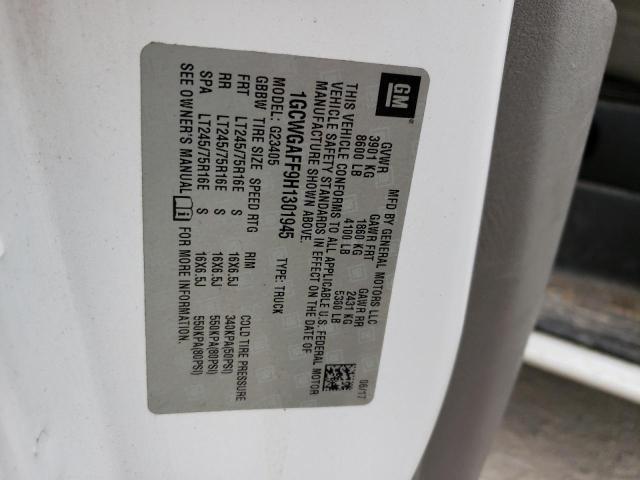 GM
MFD BY GENERAL MOTORS LLC
06/17
GVWR GAWR FRT GAWR RR
3901 KG 1860 KG 2431 KG
8600 LB 4100 LB 5360 LB
THIS VEHICLE CONFORMS TO ALL APPLICABLE U.S. FEDERAL MOTOR
VEHICLE SAFETY STANDARDS IN EFFECT ON THE DATE OF
MANUFACTURE SHOWN ABOVE.
1GCWGAFF9H1301945 TYPE: TRUCK
MODEL: G23405
GBBW TIRE SIZE SPEED RTG RIM COLD TIRE PRESSURE
FRT LT245/75R16E S 16X6.5J 340KPA(50PSI)
RR LT245/75R16E S 16X6.5J 550KPA(80PSI)
SPA LT245/75R16E S 16X6.5J 550KPA(80PSI)
SEE OWNER'S MANUAL FOR MORE INFORMATION.